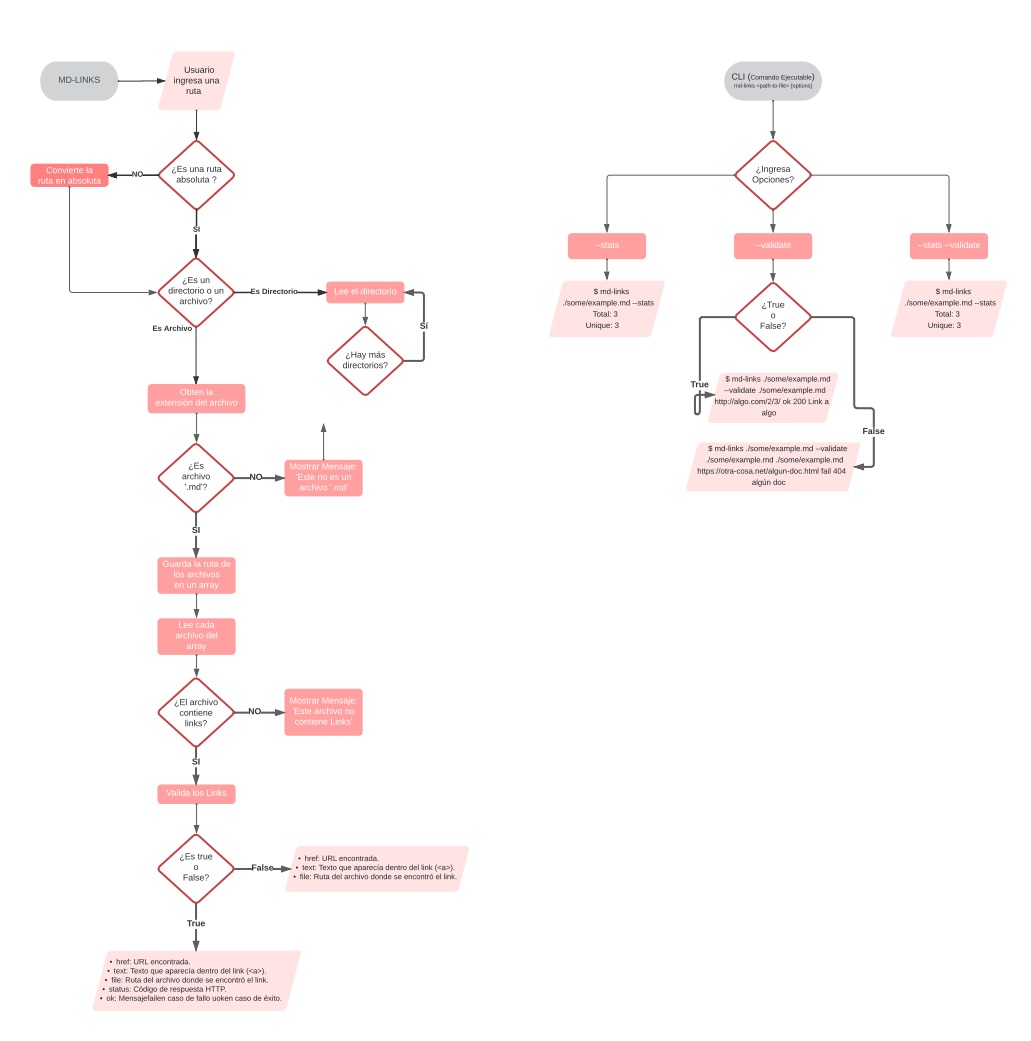 MD-LINKS
Usuario
ingresa una
ruta
¿Es una ruta
absoluta ?
NO
Convierte la
ruta en absoluta
SI
¿Es un
directorio o un
archivo?
Es Directorio
Lee el directorio
Sí
¿Hay más
directorios?
Es Archivo
Obten la
extensión del archivo
¿Es
archivo
'.md'?
NO
Mostrar Mensaje:
'Este no es un
archivo '.md'
SI
Guarda la ruta de
los archivos
en un array
Lee cada
archivo del
array
¿El archivo
contiene
links?
NO
Mostrar Mensaje:
'Este archivo no
contiene Links'
SI
Valida los Links
¿Es true
o
False?
False
• href: URL encontrada.
• text: Texto que aparecía dentro del link (<a>).
• file: Ruta del archivo donde se encontró el link.
True
• href: URL encontrada.
• text: Texto que aparecía dentro del link (<a>).
• file: Ruta del archivo donde se encontró el link.
• status: Código de respuesta HTTP.
• ok: Mensajefailen caso de fallo uoken caso de éxito.
CLI (Comando Ejecutable)
md-links <path-to-file> [options]
¿Ingresa
Opciones?
--stats
$ md-links
./some/example.md --stats
Total: 3
Unique: 3
--validate
¿True
o
False?
True
$ md-links ./some/example.md
--validate ./some/example.md
http://algo.com/2/3/ ok 200 Link a
algo
False
$ md-links ./some/example.md --validate
./some/example.md ./some/example.md
https://otra-cosa.net/algun-doc.html fail 404
algún doc
--stats --validate
$ md-links
./some/example.md --stats
Total: 3
Unique: 3